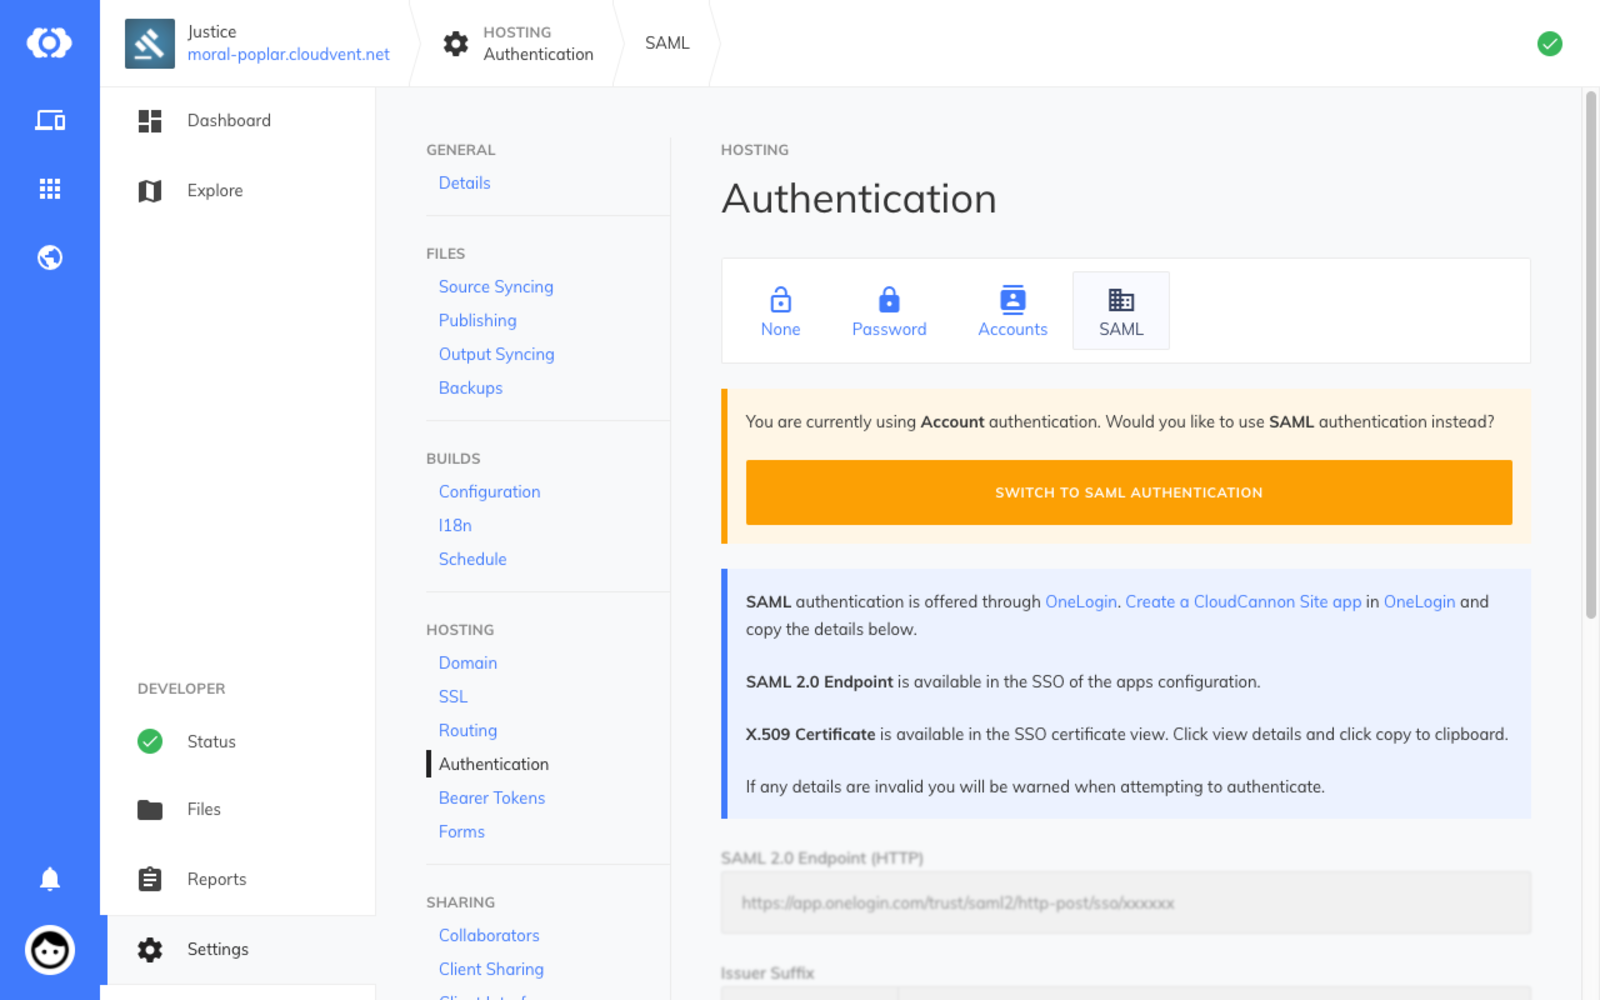 Justice
moral-poplar.cloudvent.net
HOSTING
Authentication
SAML
Dashboard
Explore
DEVELOPER
Status
Files
Reports
Settings
GENERAL
Details
FILES
Source Syncing
Publishing
Output Syncing
Backups
BUILDS
Configuration
I18n
Schedule
HOSTING
Domain
SSL
Routing
Authentication
Bearer Tokens
Forms
SHARING
Collaborators
Client Sharing
HOSTING
Authentication
None
Password
Accounts
SAML
You are currently using Account authentication. Would you like to use SAML authentication instead?
SWITCH TO SAML AUTHENTICATION
SAML authentication is offered through OneLogin. Create a CloudCannon Site app in OneLogin and
copy the details below.
SAML 2.0 Endpoint is available in the SSO of the apps configuration.
X.509 Certificate is available in the SSO certificate view. Click view details and click copy to clipboard.
If any details are invalid you will be warned when attempting to authenticate.
SAML 2.0 Endpoint (HTTP)
https://app.onelogin.com/trust/saml2/http-post/sso/xxxxxx
Issuer Suffix